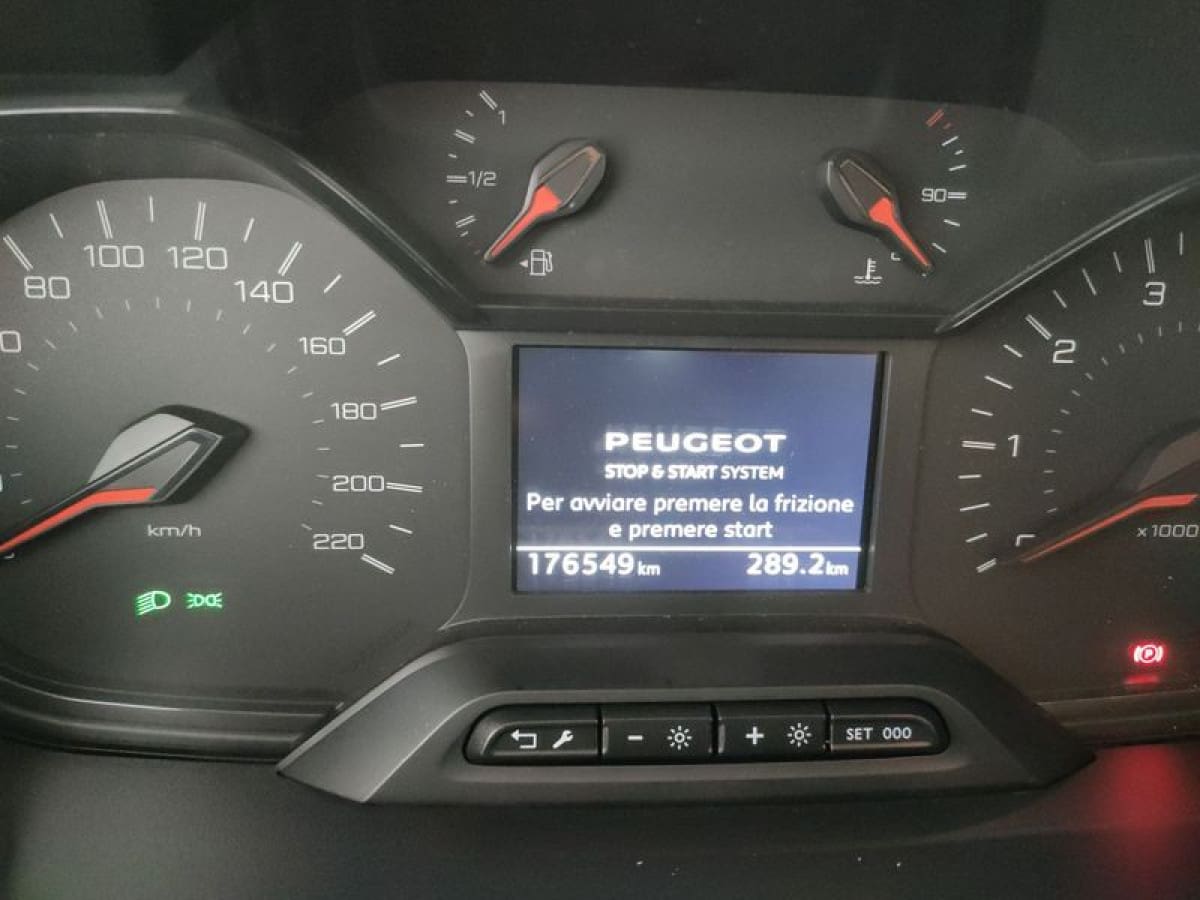 1
1/2
90
80
100
120
140
160
180
200
220
km/h
1
2
3
x1000
PEUGEOT
STOP & START SYSTEM
Per avviare premere la frizione
e premere start
176549 km
289.2 km
P
- 
+
SET 000